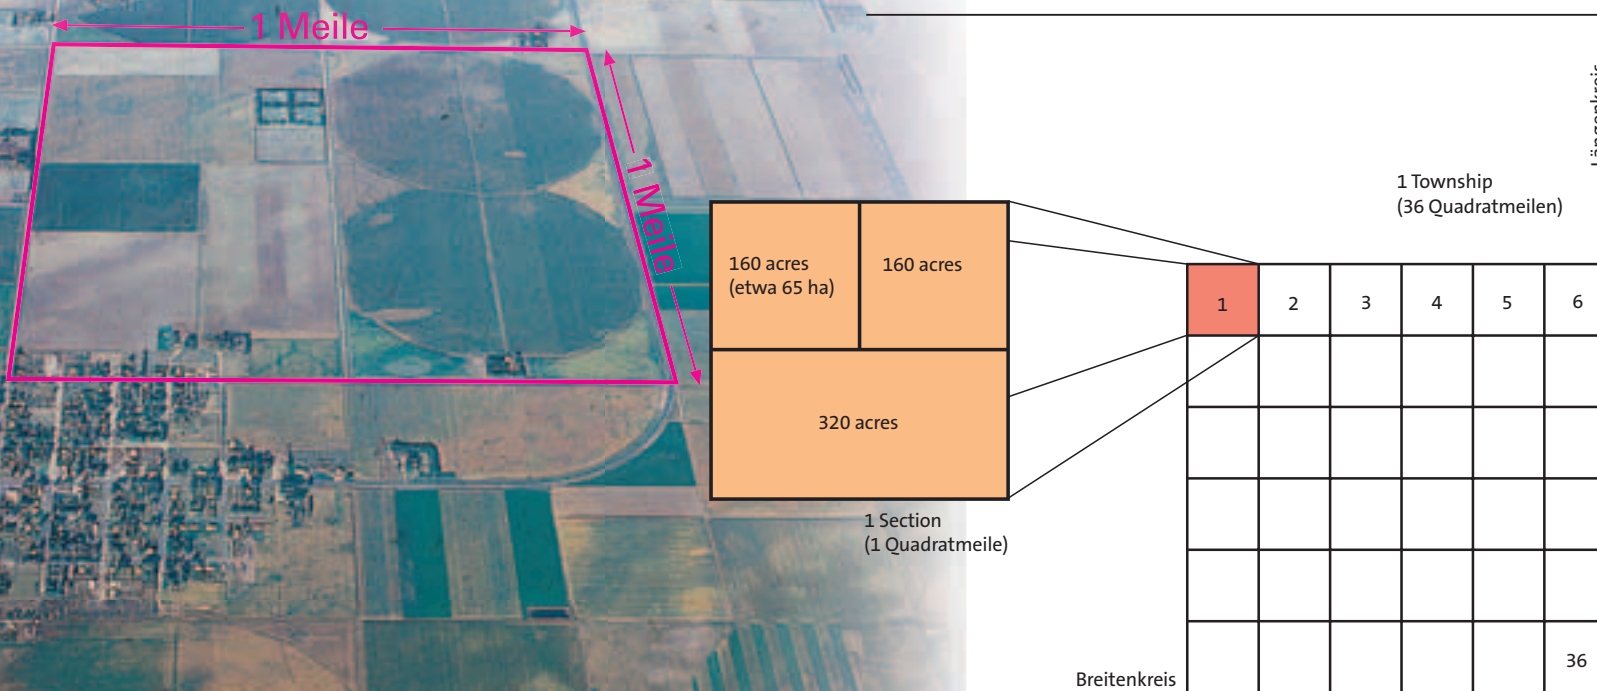 1 Meile
1 Meile
Längenkreis
1 Township
(36 Quadratmeilen)
160 acres
(etwa 65 ha)
160 acres
320 acres
1 2 3 4 5 6
1 Section
(1 Quadratmeile)
36
Breitenkreis